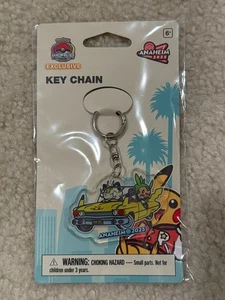 WORLD
EXCLUSIVE
KEY CHAIN
ANAHEIM
2023
6+
ANAHEIM 2023
WARNING: CHOKING HAZARD — Small parts. Not for
children under 3 years.